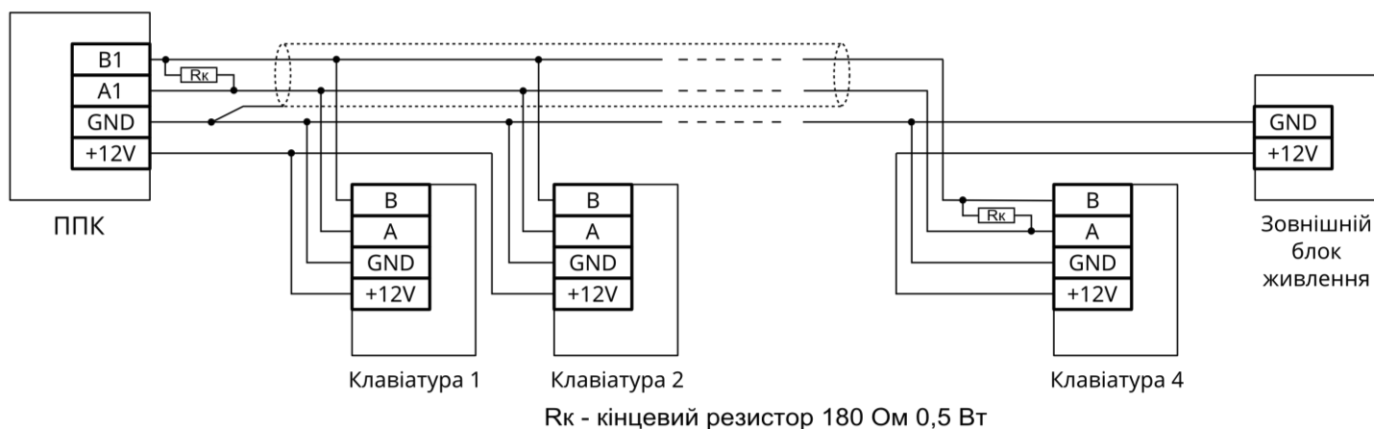 B1
Rк
A1
GND
+12V
ППК
B
A
GND
+12V
Клавіатура 1
B
A
GND
+12V
Клавіатура 2
B
Rк
A
GND
+12V
Клавіатура 4
GND
+12V
Зовнішній
блок
живлення
Rк - кінцевий резистор 180 Ом 0,5 Вт